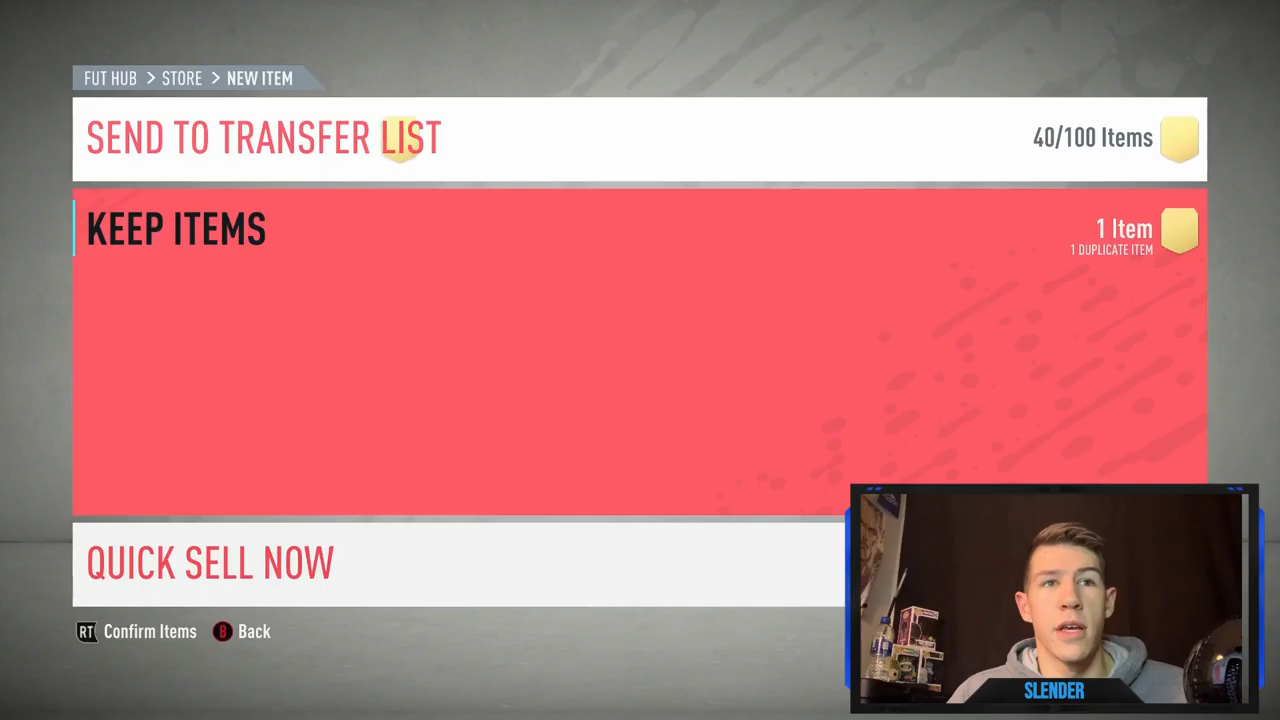 FUT HUB > STORE > NEW ITEM
SEND TO TRANSFER LIST
40/100 Items
KEEP ITEMS
1 Item
1 DUPLICATE ITEM
QUICK SELL NOW
RT Confirm Items B Back
SLENDER